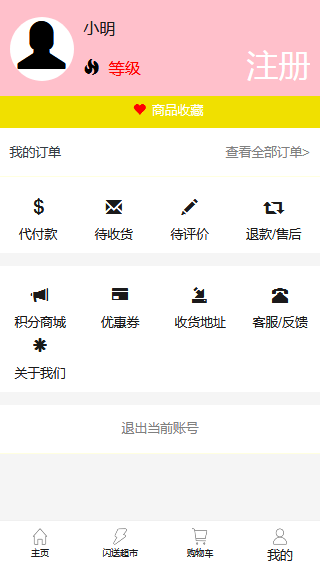 小明
等级
注册
商品收藏
我的订单 查看全部订单>
代付款 待收货 待评价 退款/售后
积分商城 优惠券 收货地址 客服/反馈
关于我们
退出当前账号
主页 闪送超市 购物车 我的